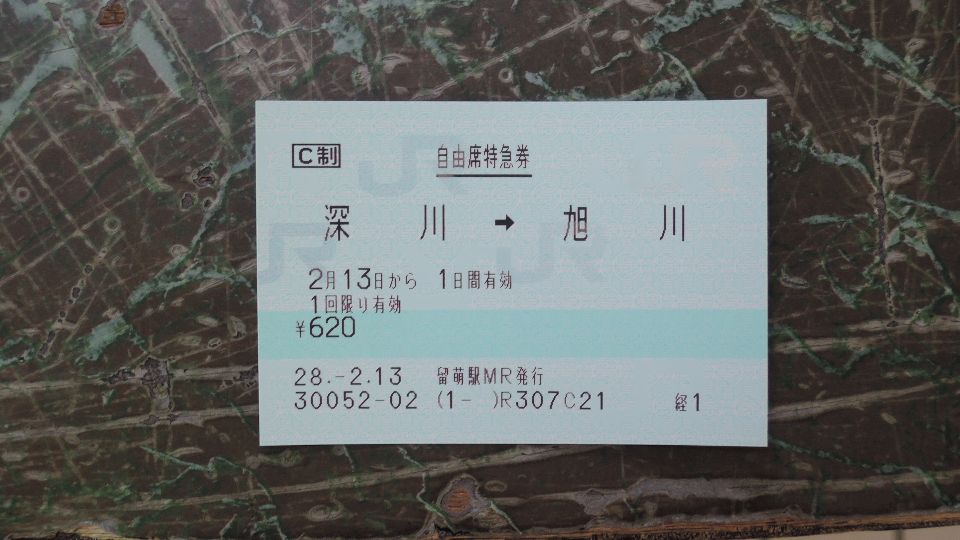 C制 自由席特急券
深川 → 旭川
2月13日から 1日間有効
1回限り有効
¥620
28.-2.13 留萌駅MR発行
30052-02 (1- )R307C21 経1